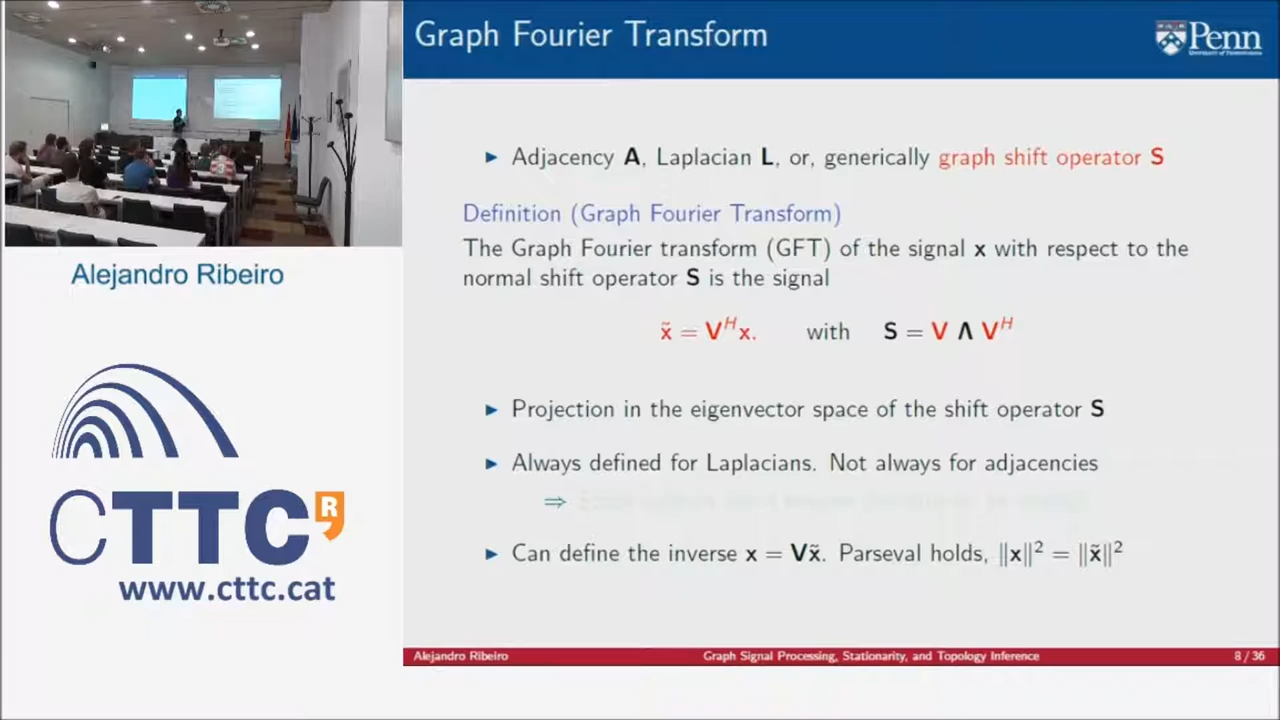 Graph Fourier Transform
Penn
Alejandro Ribeiro
CTTC R
www.cttc.cat
▶ Adjacency A, Laplacian L, or, generically graph shift operator S
Definition (Graph Fourier Transform)
The Graph Fourier transform (GFT) of the signal x with respect to the
normal shift operator S is the signal
x̃ = V^H x. with S = V Λ V^H
▶ Projection in the eigenvector space of the shift operator S
▶ Always defined for Laplacians. Not always for adjacencies
⇒
▶ Can define the inverse x = Vx̃. Parseval holds, ‖x‖² = ‖x̃‖²
Alejandro Ribeiro Graph Signal Processing, Stationarity, and Topology Inference 8 / 36